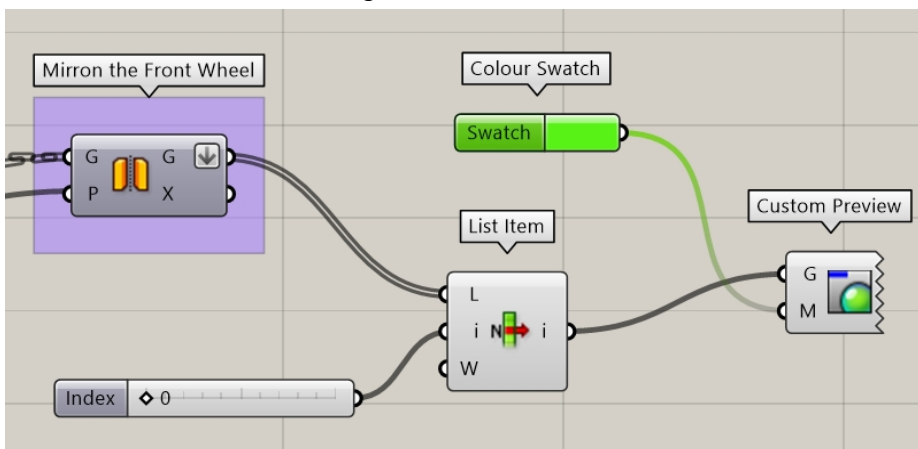 Mirron the Front Wheel
Colour Swatch
Swatch
G G
P X
List Item
Custom Preview
L
i N i
W
G
M
Index 0